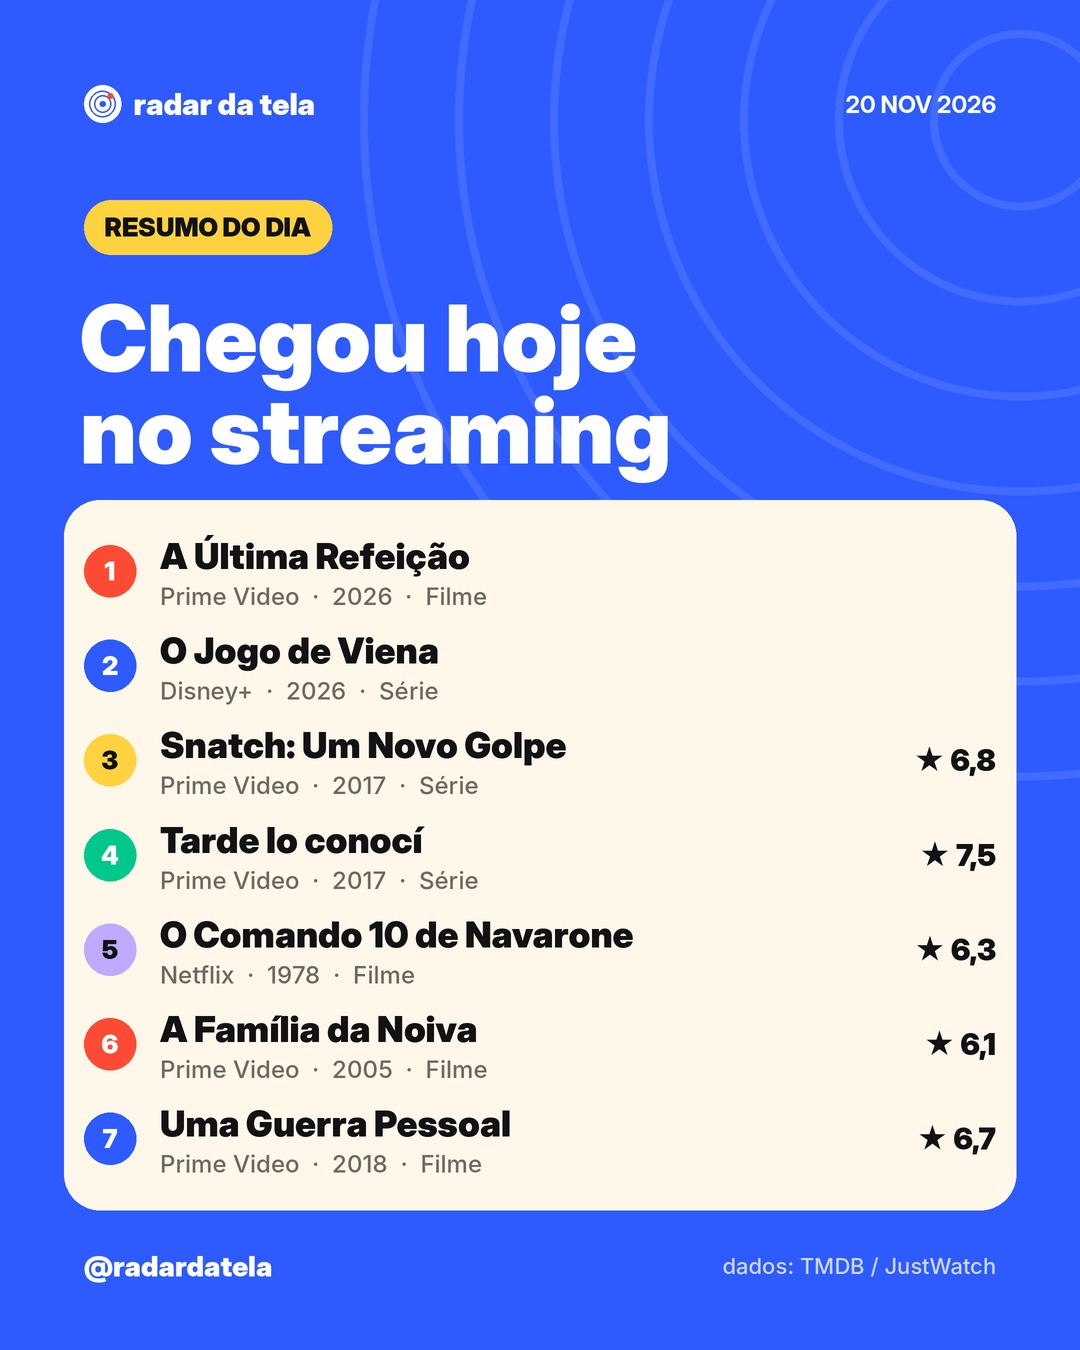 radar da tela
20 NOV 2026
RESUMO DO DIA
Chegou hoje
no streaming
1
A Última Refeição
Prime Video · 2026 · Filme
2
O Jogo de Viena
Disney+ · 2026 · Série
3
Snatch: Um Novo Golpe
Prime Video · 2017 · Série
★ 6,8
4
Tarde lo conocí
Prime Video · 2017 · Série
★ 7,5
5
O Comando 10 de Navarone
Netflix · 1978 · Filme
★ 6,3
6
A Família da Noiva
Prime Video · 2005 · Filme
★ 6,1
7
Uma Guerra Pessoal
Prime Video · 2018 · Filme
★ 6,7
@radardatela
dados: TMDB / JustWatch